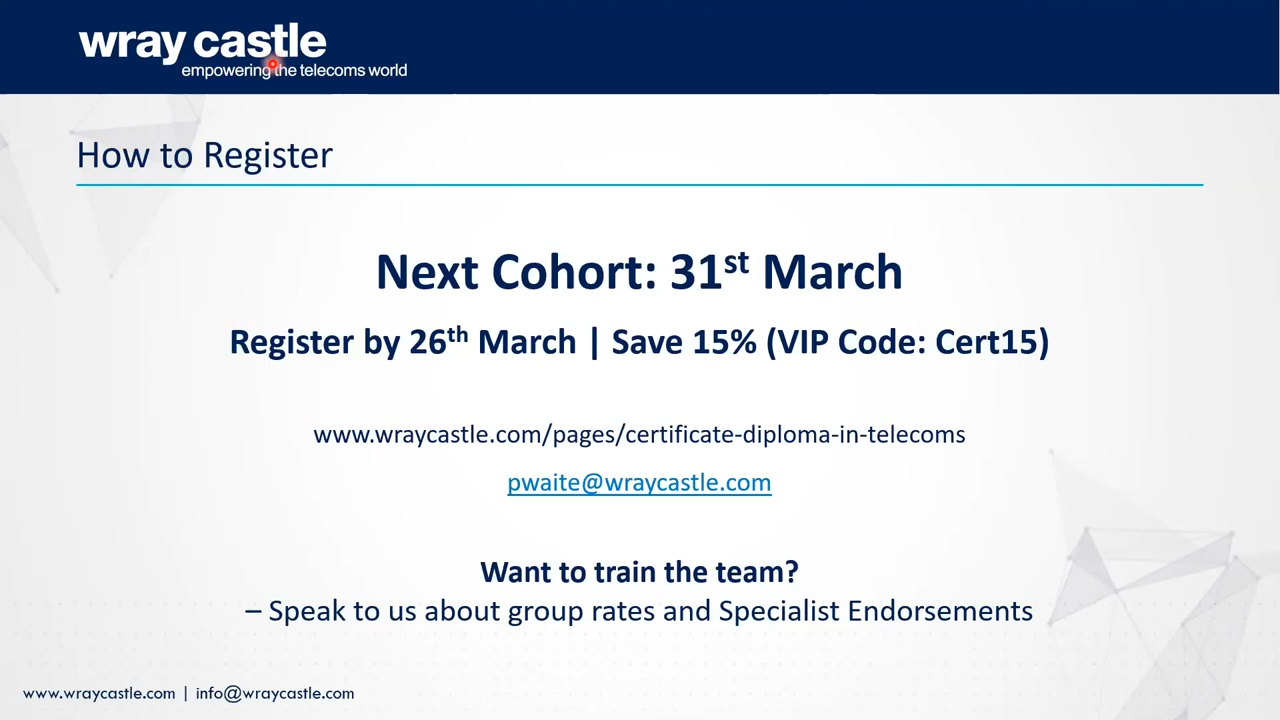 wray castle
empowering the telecoms world
How to Register
Next Cohort: 31st March
Register by 26th March | Save 15% (VIP Code: Cert15)
www.wraycastle.com/pages/certificate-diploma-in-telecoms
pwaite@wraycastle.com
Want to train the team?
– Speak to us about group rates and Specialist Endorsements
www.wraycastle.com | info@wraycastle.com